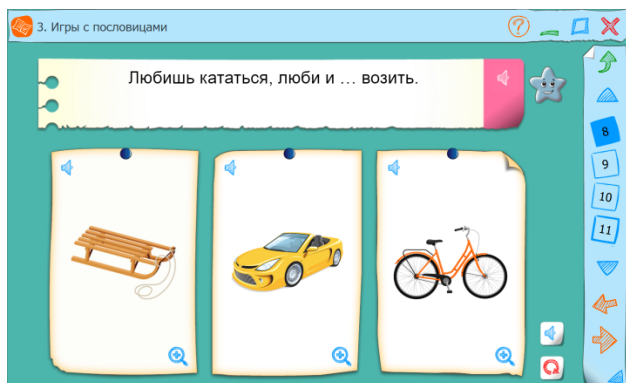 3. Игры с пословицами
?
Любишь кататься, люби и … возить.
8
9
10
11